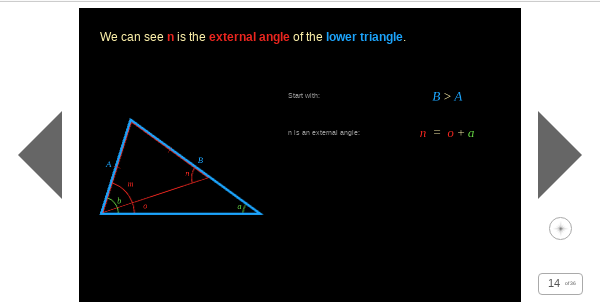 We can see n is the external angle of the lower triangle.
Start with:
B > A
n is an external angle:
n = o + a
A
B
n
m
b
o
a
14 of 36